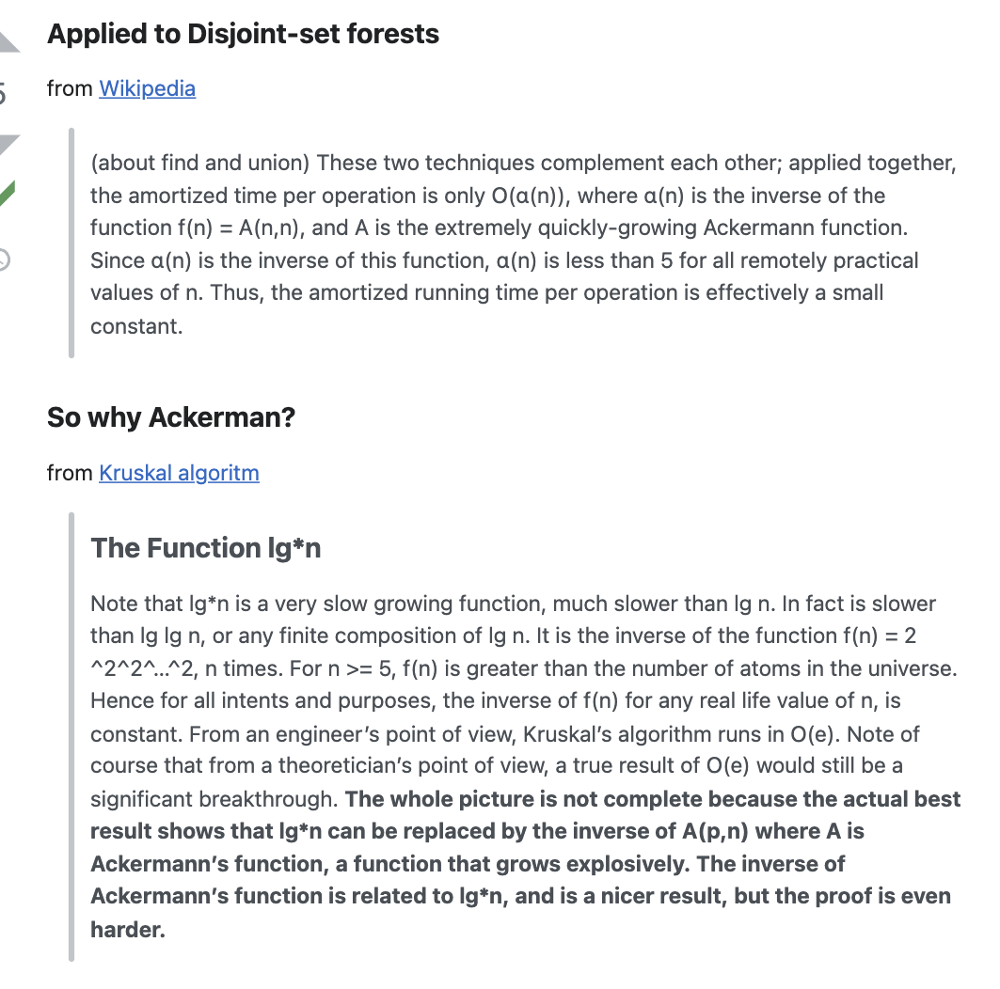 Applied to Disjoint-set forests
5
from Wikipedia
(about find and union) These two techniques complement each other; applied together,
the amortized time per operation is only O(α(n)), where α(n) is the inverse of the
function f(n) = A(n,n), and A is the extremely quickly-growing Ackermann function.
Since α(n) is the inverse of this function, α(n) is less than 5 for all remotely practical
values of n. Thus, the amortized running time per operation is effectively a small
constant.
So why Ackerman?
from Kruskal algoritm
The Function lg*n
Note that lg*n is a very slow growing function, much slower than lg n. In fact is slower
than lg lg n, or any finite composition of lg n. It is the inverse of the function f(n) = 2
^2^2^...^2, n times. For n >= 5, f(n) is greater than the number of atoms in the universe.
Hence for all intents and purposes, the inverse of f(n) for any real life value of n, is
constant. From an engineer's point of view, Kruskal's algorithm runs in O(e). Note of
course that from a theoretician's point of view, a true result of O(e) would still be a
significant breakthrough. The whole picture is not complete because the actual best
result shows that lg*n can be replaced by the inverse of A(p,n) where A is
Ackermann's function, a function that grows explosively. The inverse of
Ackermann's function is related to lg*n, and is a nicer result, but the proof is even
harder.